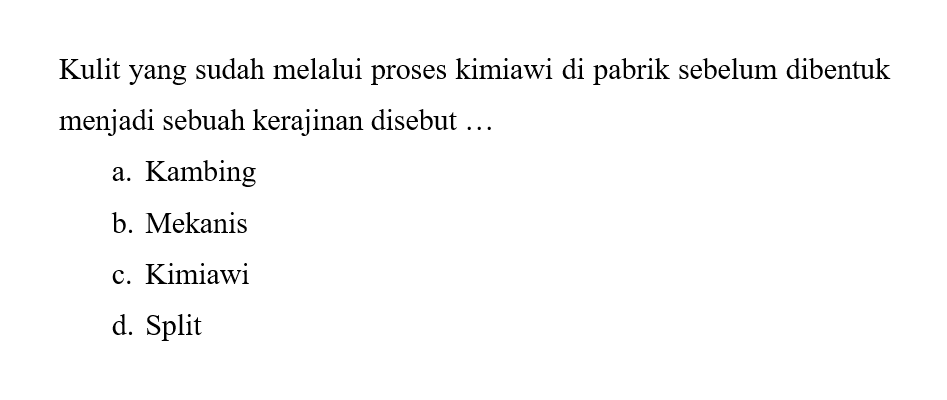 Kulit yang sudah melalui proses kimiawi di pabrik sebelum dibentuk
menjadi sebuah kerajinan disebut …
a. Kambing
b. Mekanis
c. Kimiawi
d. Split